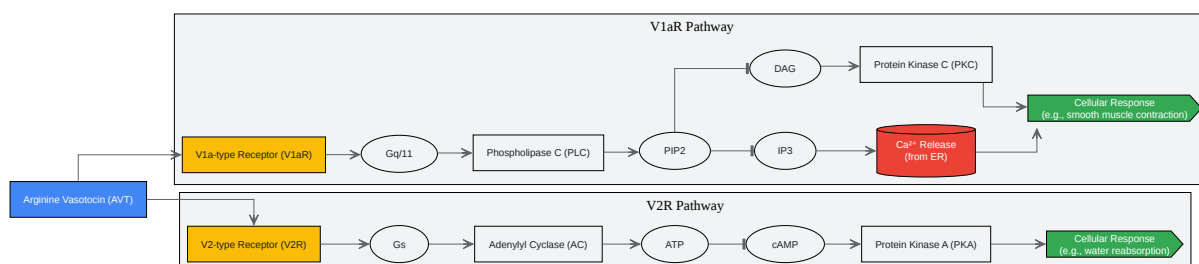 V1aR Pathway
DAG
Protein Kinase C (PKC)
Cellular Response
(e.g., smooth muscle contraction)
V1a-type Receptor (V1aR)
Gq/11
Phospholipase C (PLC)
PIP2
IP3
Ca²⁺ Release
(from ER)
Arginine Vasotocin (AVT)
V2R Pathway
V2-type Receptor (V2R)
Gs
Adenylyl Cyclase (AC)
ATP
cAMP
Protein Kinase A (PKA)
Cellular Response
(e.g., water reabsorption)